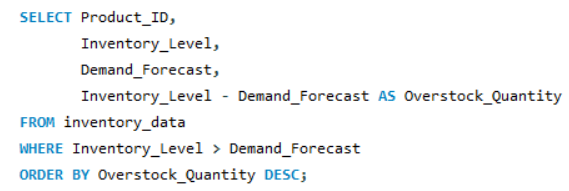 SELECT Product_ID,
       Inventory_Level,
       Demand_Forecast,
       Inventory_Level - Demand_Forecast AS Overstock_Quantity
FROM inventory_data
WHERE Inventory_Level > Demand_Forecast
ORDER BY Overstock_Quantity DESC;